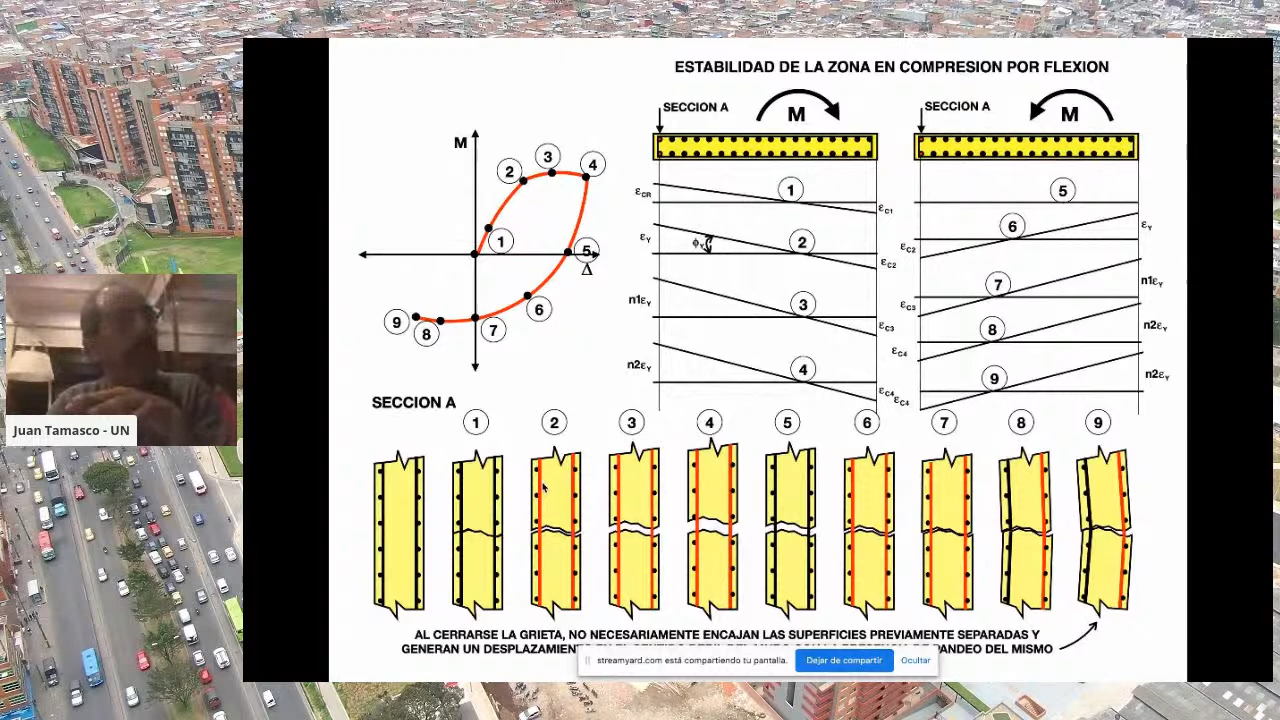 ESTABILIDAD DE LA ZONA EN COMPRESION POR FLEXION
SECCION A
M
SECCION A
M
M
1
2
3
4
5
6
7
8
9
Δ
εCR
1
εC1
εY
ϕY
2
εC2
n1εY
3
εC3
n2εY
4
εC4
5
εC2
6
εY
εC3
7
n1εY
εC4
8
n2εY
εC4
9
n2εY
SECCION A
1 2 3 4 5 6 7 8 9
Juan Tamasco - UN
AL CERRARSE LA GRIETA, NO NECESARIAMENTE ENCAJAN LAS SUPERFICIES PREVIAMENTE SEPARADAS Y
GENERAN UN DEL MISMO
streamyard.com está compartiendo tu pantalla.
Dejar de compartir
Ocultar